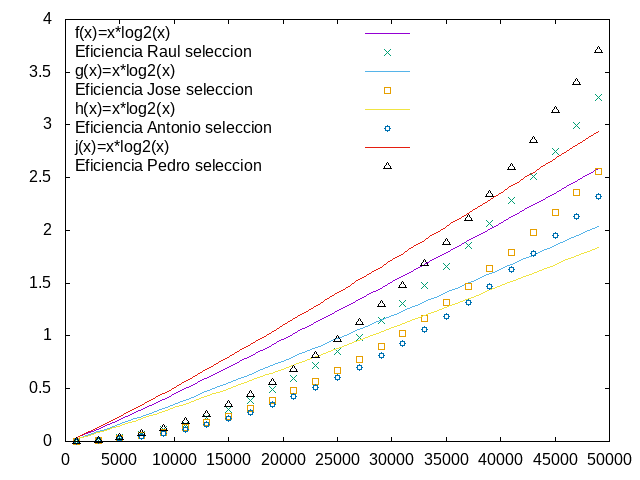 4
3.5
3
2.5
2
1.5
1
0.5
0
f(x)=x*log2(x)
Eficiencia Raul seleccion
g(x)=x*log2(x)
Eficiencia Jose seleccion
h(x)=x*log2(x)
Eficiencia Antonio seleccion
j(x)=x*log2(x)
Eficiencia Pedro seleccion
0 5000 10000 15000 20000 25000 30000 35000 40000 45000 50000